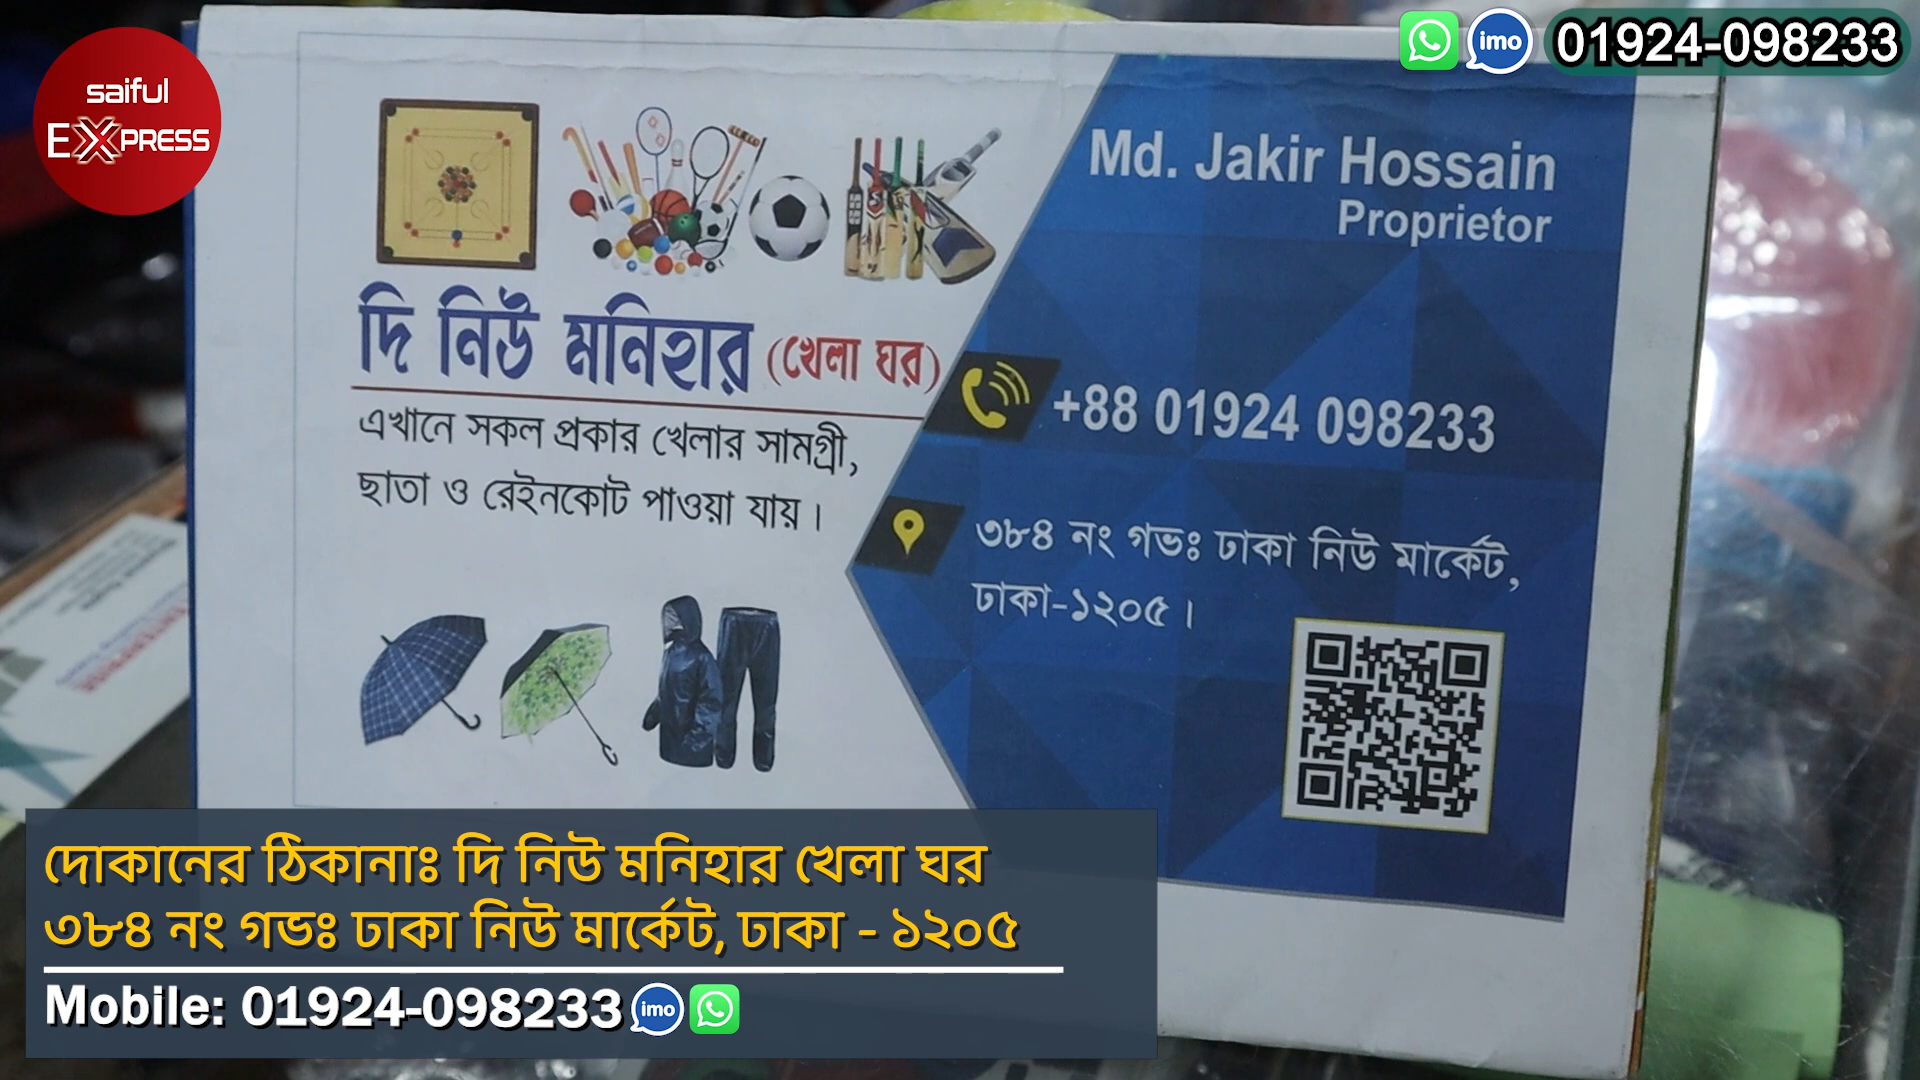 saiful
EXPRESS
imo
01924-098233
Md. Jakir Hossain
Proprietor
দি নিউ মনিহার (খেলা ঘর)
এখানে সকল প্রকার খেলার সামগ্রী,
ছাতা ও রেইনকোট পাওয়া যায়।
+88 01924 098233
৩৮৪ নং গভঃ ঢাকা নিউ মার্কেট,
ঢাকা-১২০৫।
দোকানের ঠিকানাঃ দি নিউ মনিহার খেলা ঘর
৩৮৪ নং গভঃ ঢাকা নিউ মার্কেট, ঢাকা - ১২০৫
Mobile: 01924-098233 imo